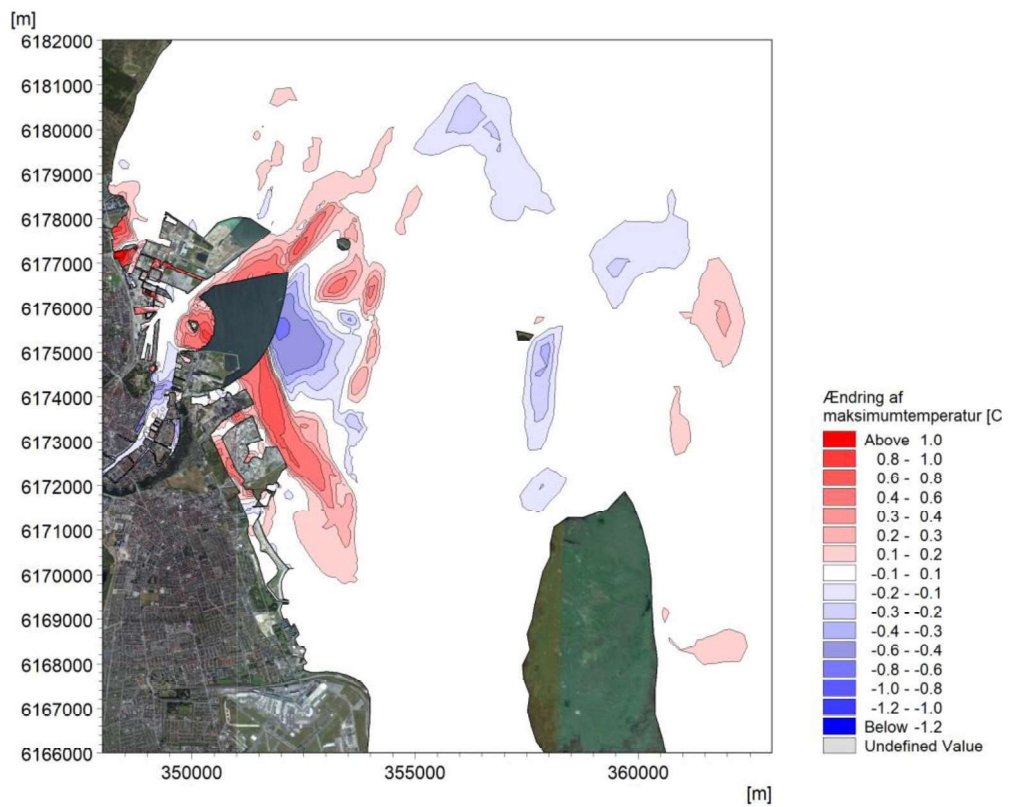 [m]
6182000
6181000
6180000
6179000
6178000
6177000
6176000
6175000
6174000
6173000
6172000
6171000
6170000
6169000
6168000
6167000
6166000
350000 355000 360000
[m]
Ændring af
maksimumtemperatur [C
Above 1.0
0.8 - 1.0
0.6 - 0.8
0.4 - 0.6
0.3 - 0.4
0.2 - 0.3
0.1 - 0.2
-0.1 - 0.1
-0.2 - -0.1
-0.3 - -0.2
-0.4 - -0.3
-0.6 - -0.4
-0.8 - -0.6
-1.0 - -0.8
-1.2 - -1.0
Below -1.2
Undefined Value